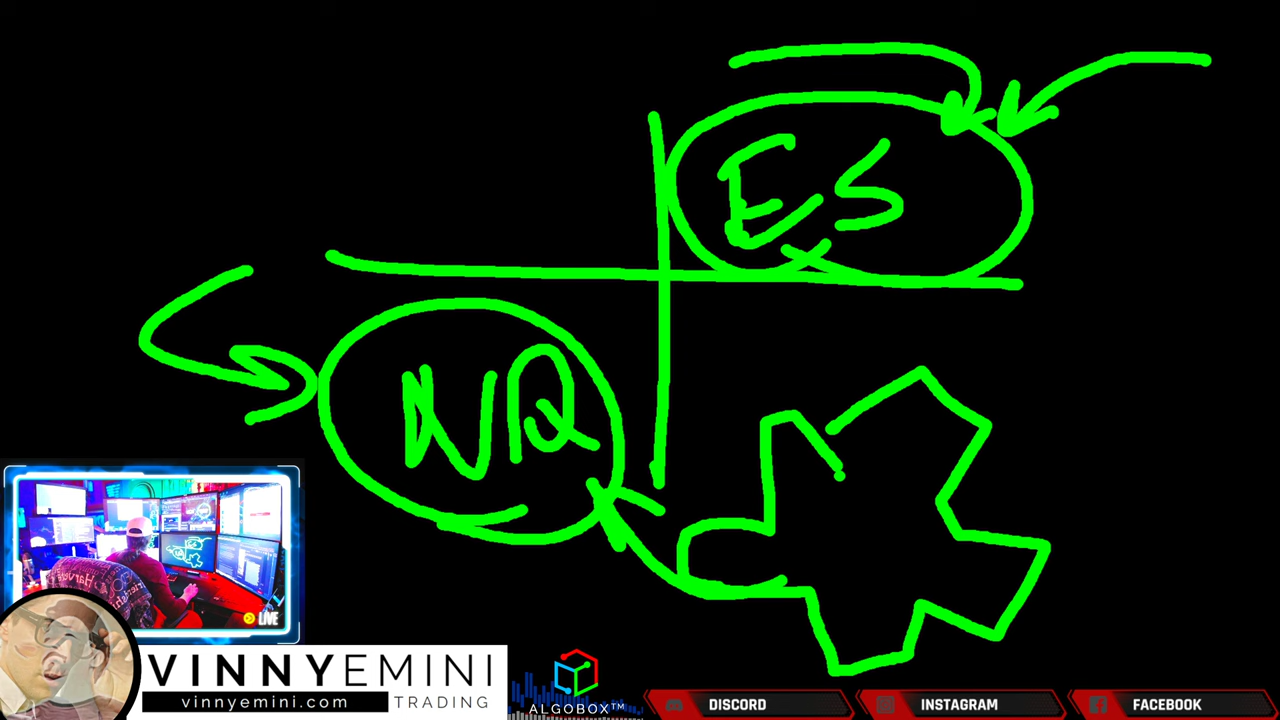 ES
NQ
LIVE
VINNYEMINI
vinnyemini.com
TRADING
ALGOBOX™
DISCORD
INSTAGRAM
FACEBOOK